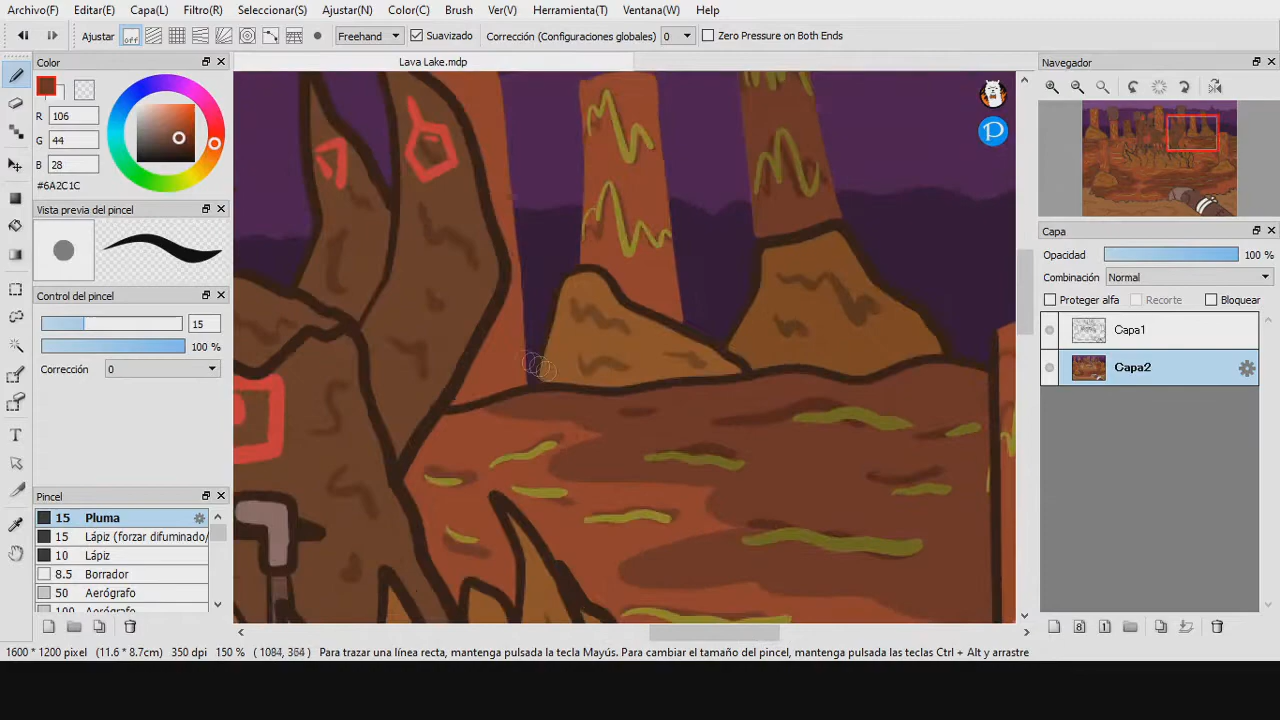 Archivo(F) Editar(E) Capa(L) Filtro(R) Seleccionar(S) Ajustar(N) Color(C) Brush Ver(V) Herramienta(T) Ventana(W) Help
Ajustar off Freehand Suavizado Corrección (Configuraciones globales) 0 Zero Pressure on Both Ends
Color
Lava Lake.mdp
Navegador
R 106
G 44
B 28
#6A2C1C
P
Vista previa del pincel
Capa
Opacidad 100 %
Combinación Normal
Proteger alfa Recorte Bloquear
Capa1
Capa2
Control del pincel
15
100 %
Corrección 0
Pincel
15 Pluma
15 Lápiz (forzar difuminado/
10 Lápiz
8.5 Borrador
50 Aerógrafo
100 Aerógrafo
T
8 1
1600 * 1200 pixel (11.6 * 8.7cm) 350 dpi 150 % ( 1084, 364) Para trazar una línea recta, mantenga pulsada la tecla Mayús. Para cambiar el tamaño del pincel, mantenga pulsadas las teclas Ctrl + Alt y arrastre